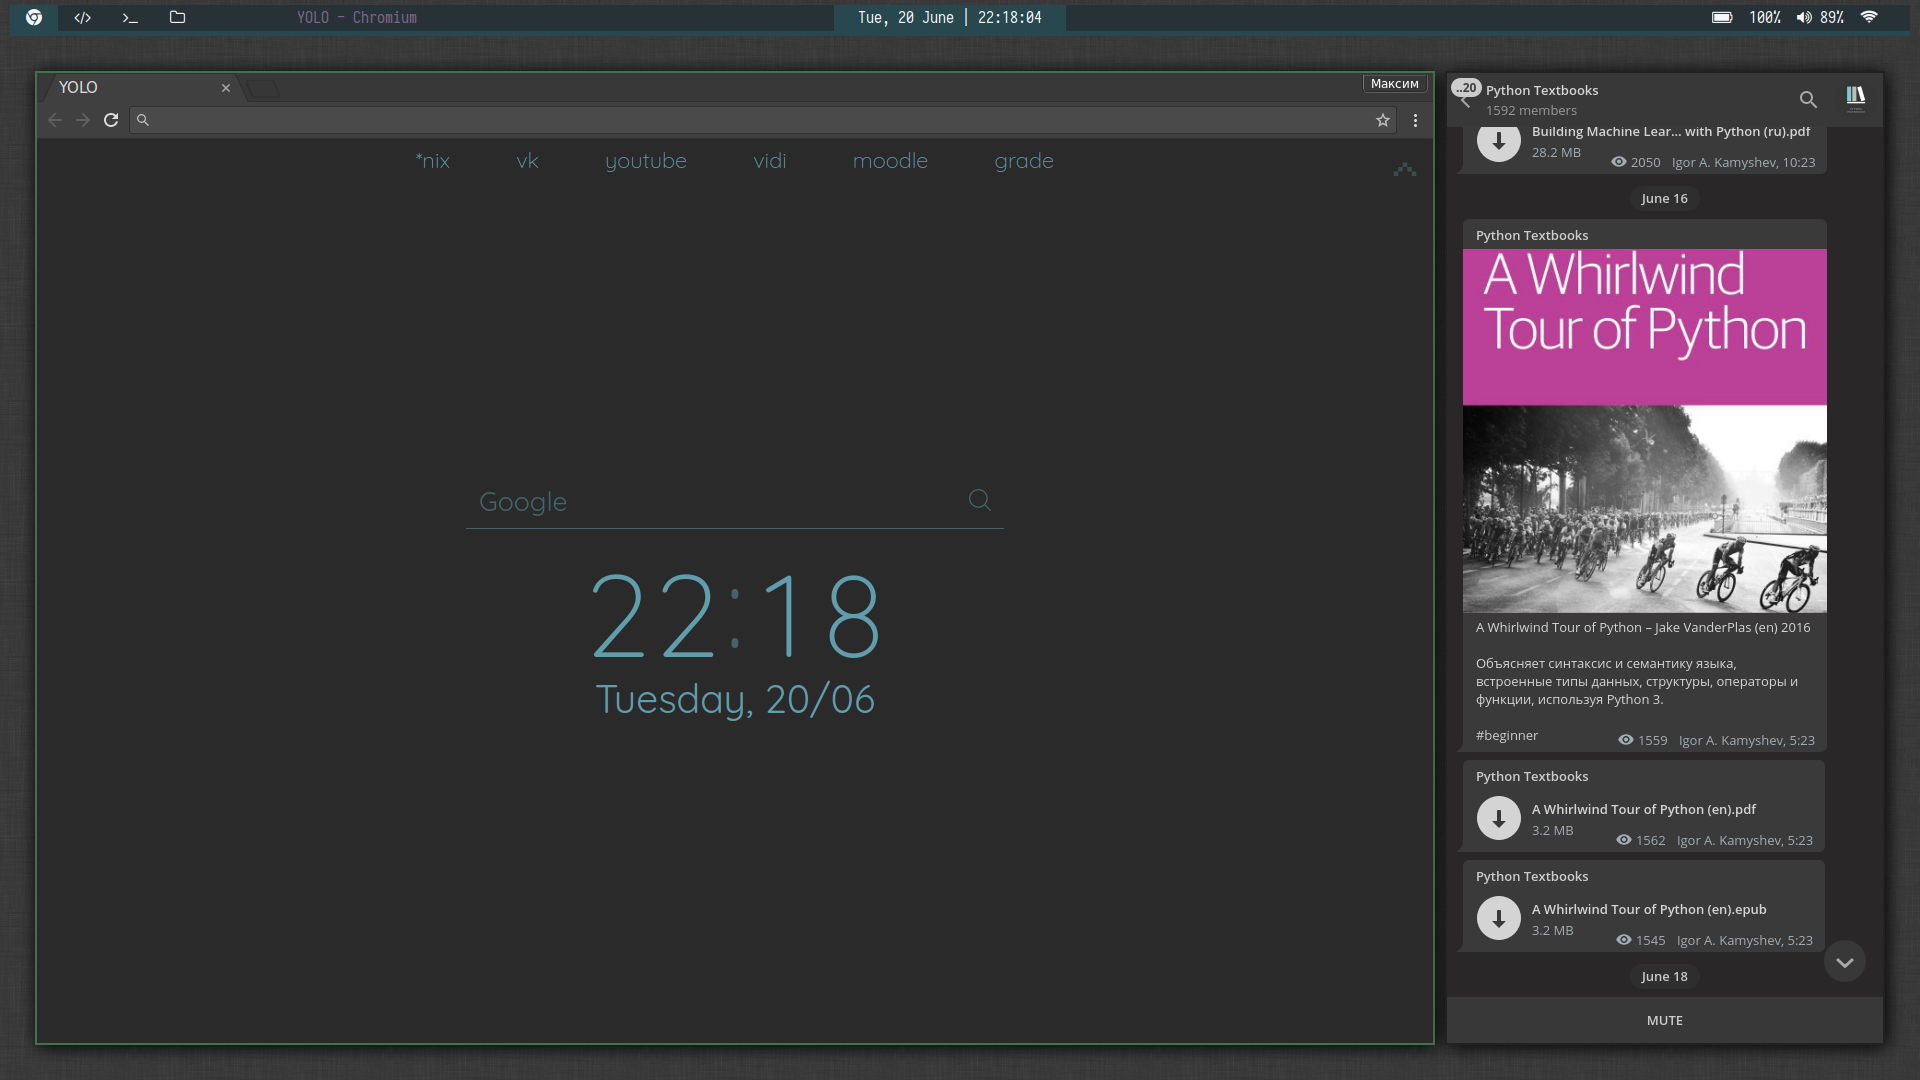 YOLO - Chromium
Tue, 20 June | 22:18:04
100% 89%
YOLO
Максим
*nix vk youtube vidi moodle grade
Google
22:18
Tuesday, 20/06
..20
Python Textbooks
1592 members
Building Machine Lear... with Python (ru).pdf
28.2 MB
2050 Igor A. Kamyshev, 10:23
June 16
Python Textbooks
A Whirlwind
Tour of Python
A Whirlwind Tour of Python – Jake VanderPlas (en) 2016
Объясняет синтаксис и семантику языка,
встроенные типы данных, структуры, операторы и
функции, используя Python 3.
#beginner
1559 Igor A. Kamyshev, 5:23
Python Textbooks
A Whirlwind Tour of Python (en).pdf
3.2 MB
1562 Igor A. Kamyshev, 5:23
Python Textbooks
A Whirlwind Tour of Python (en).epub
3.2 MB
1545 Igor A. Kamyshev, 5:23
June 18
MUTE